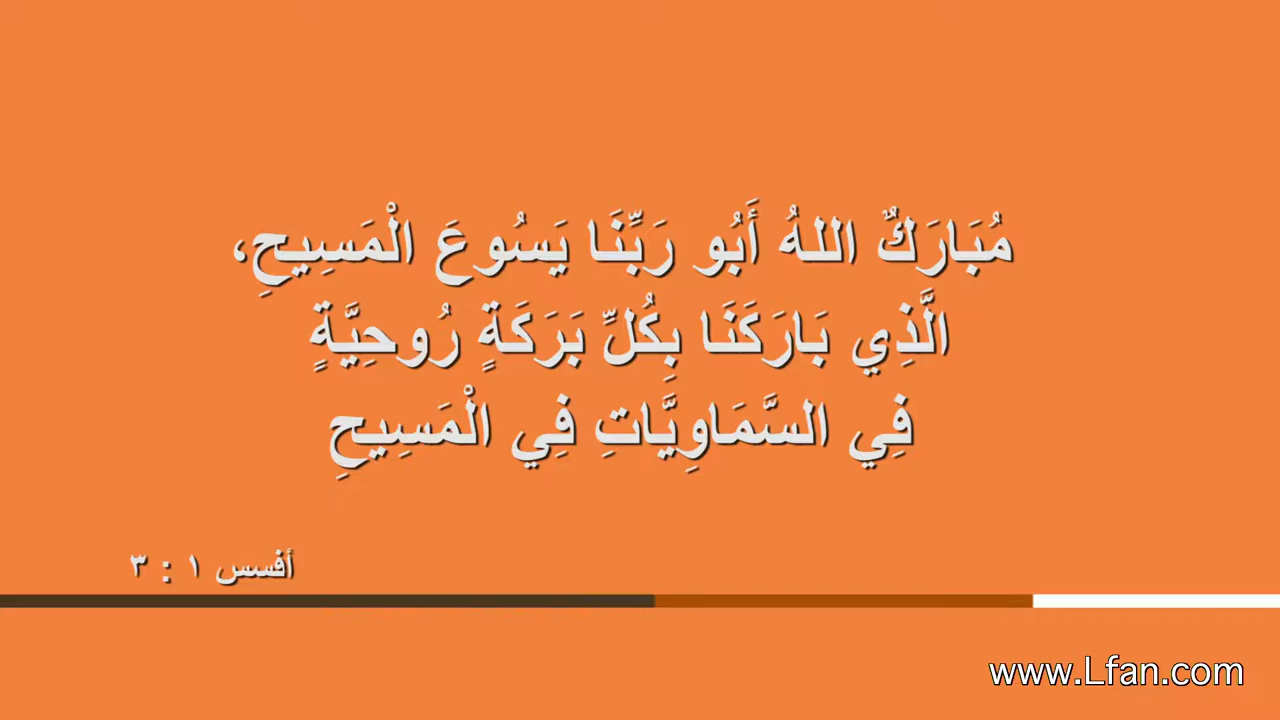 مُبَارَكٌ اللهُ أَبُو رَبِّنَا يَسُوعَ الْمَسِيحِ،
الَّذِي بَارَكَنَا بِكُلِّ بَرَكَةٍ رُوحِيَّةٍ
فِي السَّمَاوِيَّاتِ فِي الْمَسِيحِ
أفسس ١ : ٣
www.Lfan.com